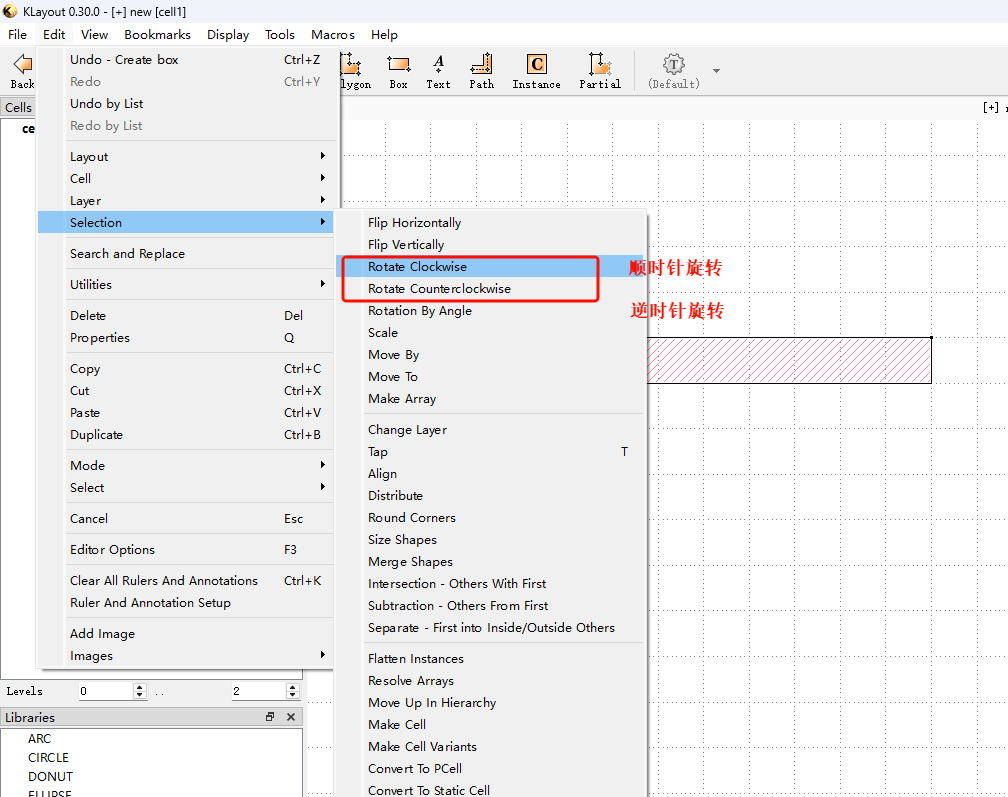 KLayout 0.30.0 - [+] new [cell1]
File Edit View Bookmarks Display Tools Macros Help
Back
lygon Box Text Path Instance Partial (Default)
Cells
[+]
ce
Undo - Create box Ctrl+Z
Redo Ctrl+Y
Undo by List
Redo by List
Layout
Cell
Layer
Selection
Search and Replace
Utilities
Delete Del
Properties Q
Copy Ctrl+C
Cut Ctrl+X
Paste Ctrl+V
Duplicate Ctrl+B
Mode
Select
Cancel Esc
Editor Options F3
Clear All Rulers And Annotations Ctrl+K
Ruler And Annotation Setup
Add Image
Images
Flip Horizontally
Flip Vertically
Rotate Clockwise
顺时针旋转
Rotate Counterclockwise
Rotation By Angle
逆时针旋转
Scale
Move By
Move To
Make Array
Change Layer
Tap T
Align
Distribute
Round Corners
Size Shapes
Merge Shapes
Intersection - Others With First
Subtraction - Others From First
Separate - First into Inside/Outside Others
Flatten Instances
Resolve Arrays
Move Up In Hierarchy
Make Cell
Make Cell Variants
Convert To PCell
Convert To Static Cell
Levels 0 .. 2
Libraries
ARC
CIRCLE
DONUT
ELLIPSE